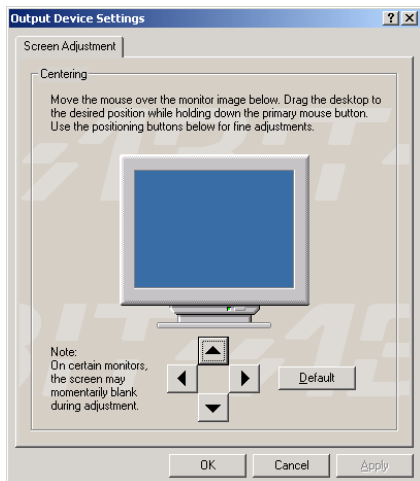 Output Device Settings
Screen Adjustment
Centering
Move the mouse over the monitor image below. Drag the desktop to
the desired position while holding down the primary mouse button.
Use the positioning buttons below for fine adjustments.
Note:
On certain monitors,
the screen may
momentarily blank
during adjustment.
Default
OK
Cancel
Apply